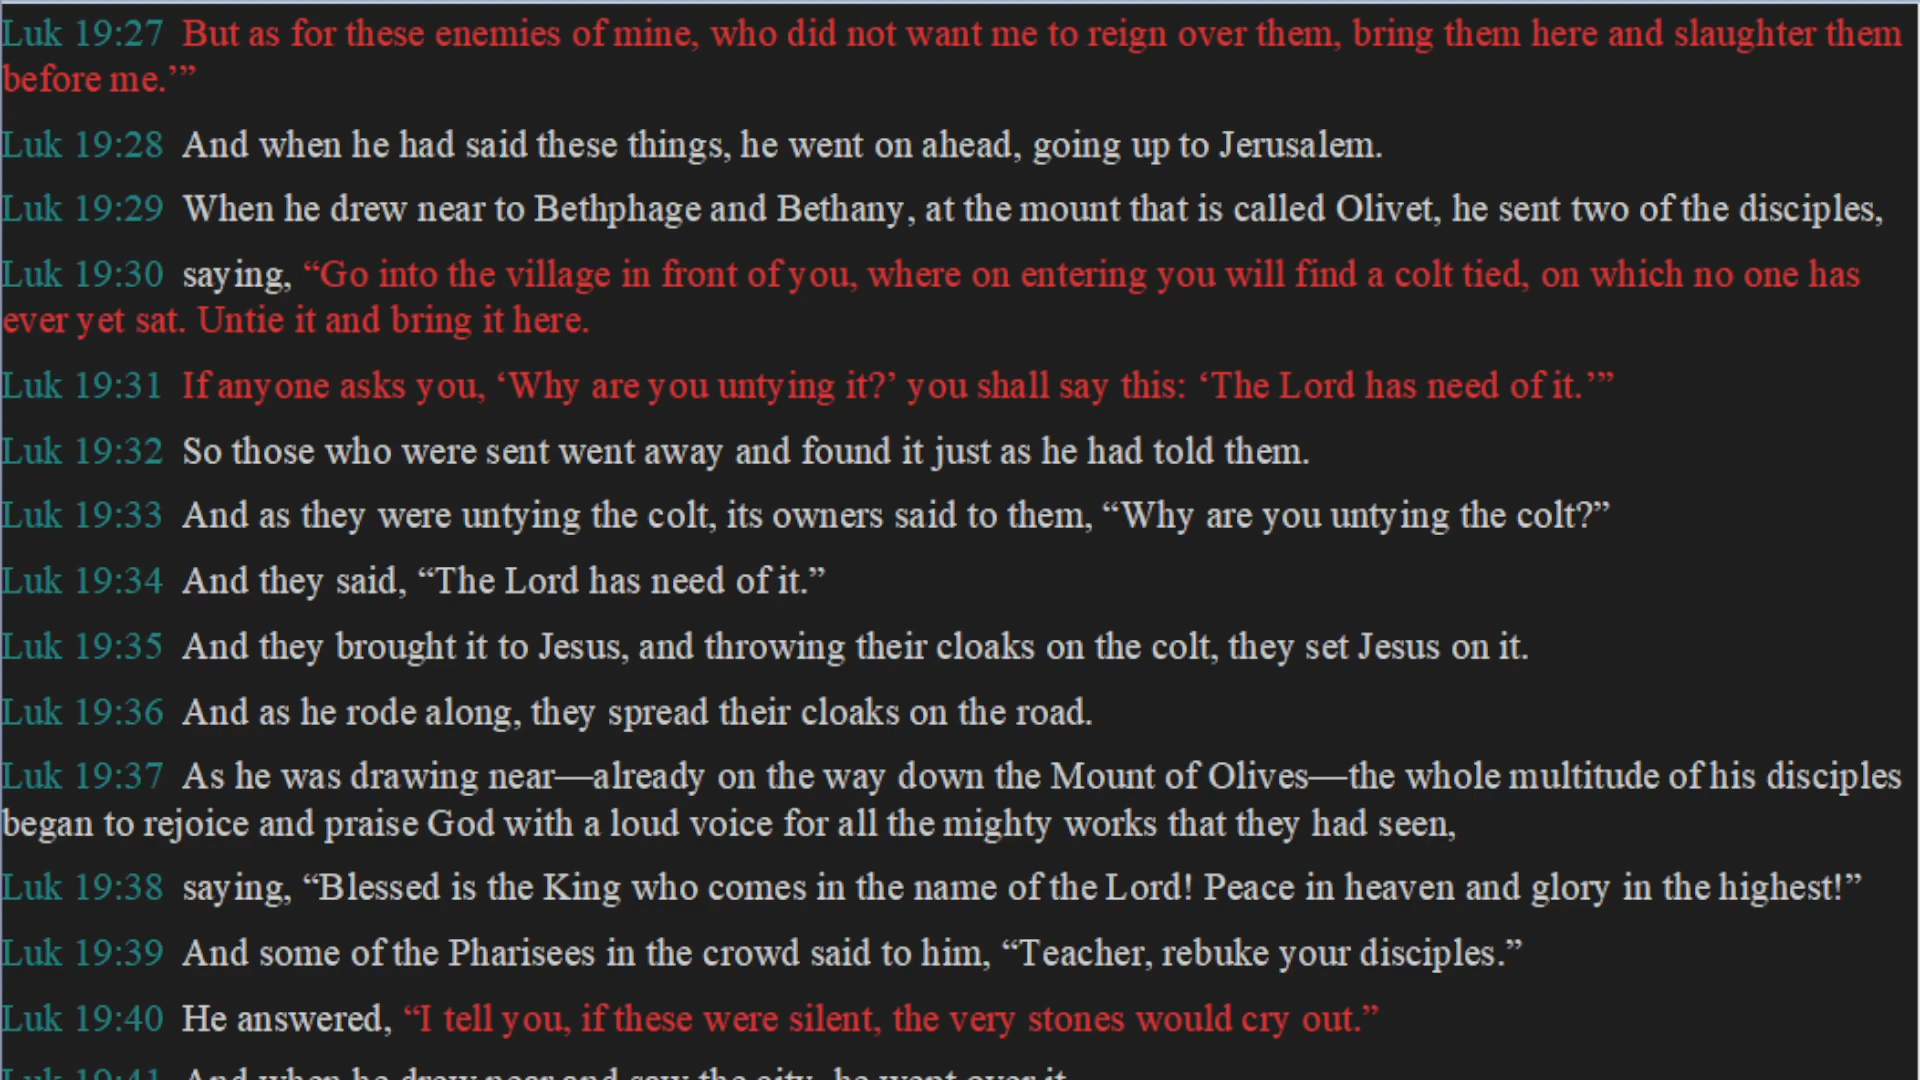 Luk 19:27 But as for these enemies of mine, who did not want me to reign over them, bring them here and slaughter them
before me.’”
Luk 19:28 And when he had said these things, he went on ahead, going up to Jerusalem.
Luk 19:29 When he drew near to Bethphage and Bethany, at the mount that is called Olivet, he sent two of the disciples,
Luk 19:30 saying, “Go into the village in front of you, where on entering you will find a colt tied, on which no one has
ever yet sat. Untie it and bring it here.
Luk 19:31 If anyone asks you, ‘Why are you untying it?’ you shall say this: ‘The Lord has need of it.’”
Luk 19:32 So those who were sent went away and found it just as he had told them.
Luk 19:33 And as they were untying the colt, its owners said to them, “Why are you untying the colt?”
Luk 19:34 And they said, “The Lord has need of it.”
Luk 19:35 And they brought it to Jesus, and throwing their cloaks on the colt, they set Jesus on it.
Luk 19:36 And as he rode along, they spread their cloaks on the road.
Luk 19:37 As he was drawing near—already on the way down the Mount of Olives—the whole multitude of his disciples
began to rejoice and praise God with a loud voice for all the mighty works that they had seen,
Luk 19:38 saying, “Blessed is the King who comes in the name of the Lord! Peace in heaven and glory in the highest!”
Luk 19:39 And some of the Pharisees in the crowd said to him, “Teacher, rebuke your disciples.”
Luk 19:40 He answered, “I tell you, if these were silent, the very stones would cry out.”
Luk 19:41 And when he drew near and saw the city, he wept over it,